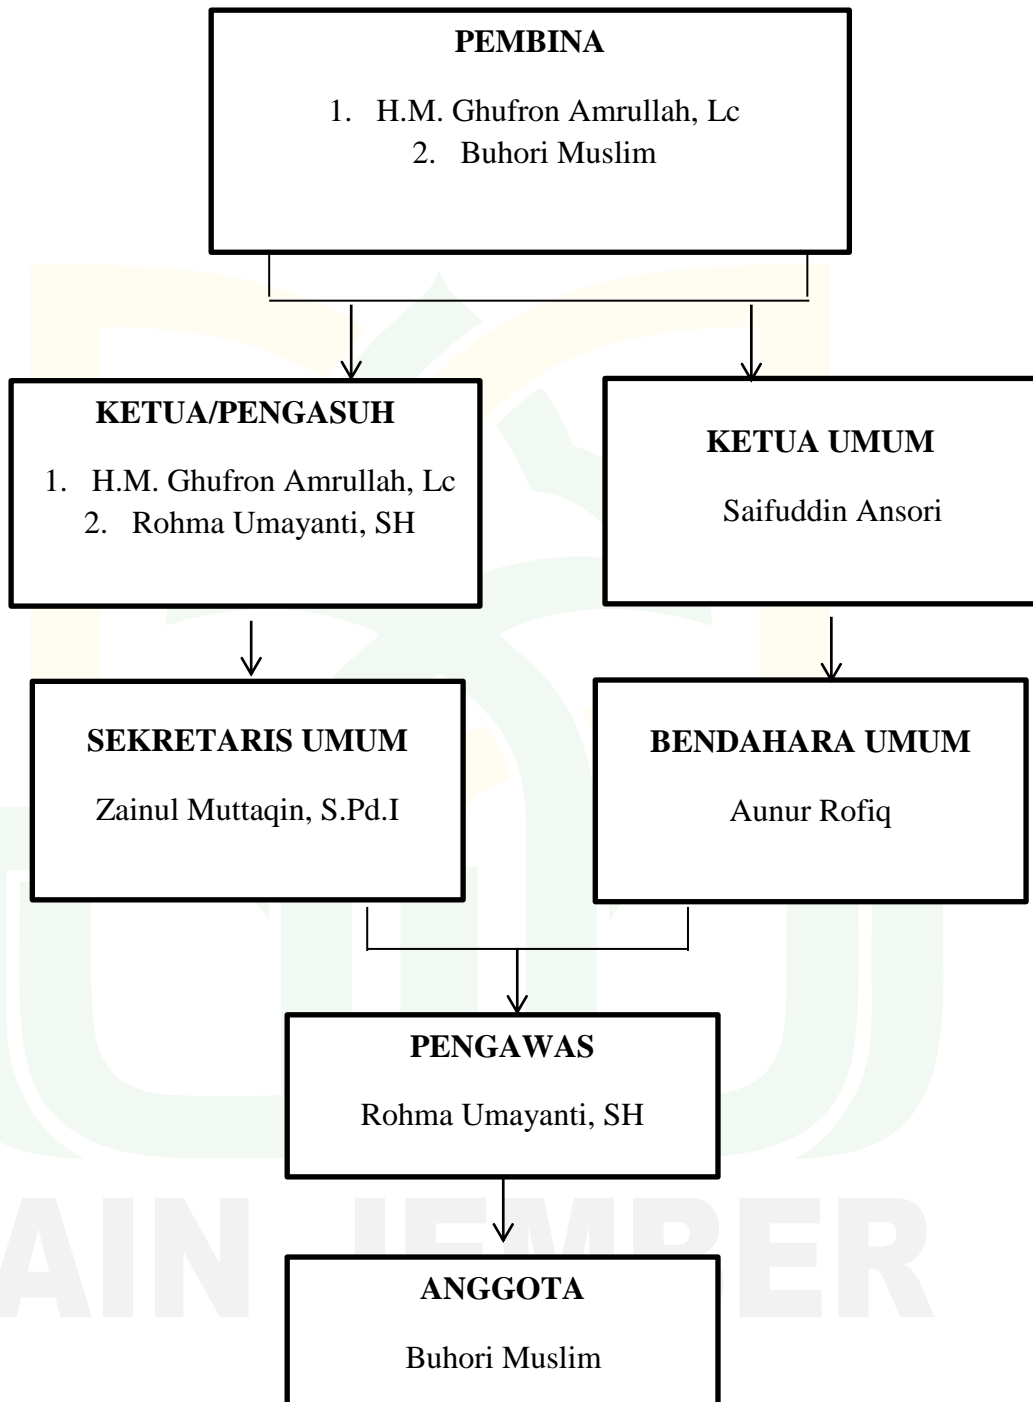 PEMBINA
1. H.M. Ghufron Amrullah, Lc
2. Buhori Muslim
KETUA/PENGASUH
1. H.M. Ghufron Amrullah, Lc
2. Rohma Umayanti, SH
KETUA UMUM
Saifuddin Ansori
SEKRETARIS UMUM
Zainul Muttaqin, S.Pd.I
BENDAHARA UMUM
Aunur Rofiq
PENGAWAS
Rohma Umayanti, SH
ANGGOTA
Buhori Muslim
AIN JEMBER